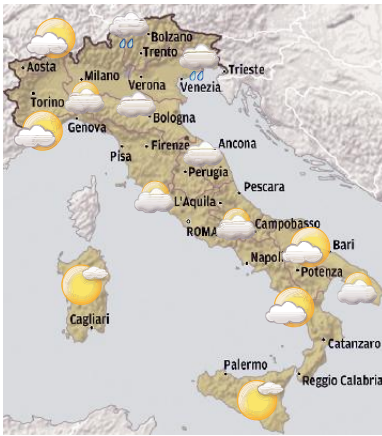 Bolzano
Trento
Aosta
Milano
Trieste
Verona
Venezia
Torino
Genova
Bologna
Pisa
Firenze
Ancona
Perugia
Pescara
L'Aquila
ROMA
Campobasso
Bari
Napoli
Potenza
Cagliari
Catanzaro
Palermo
Reggio Calabria